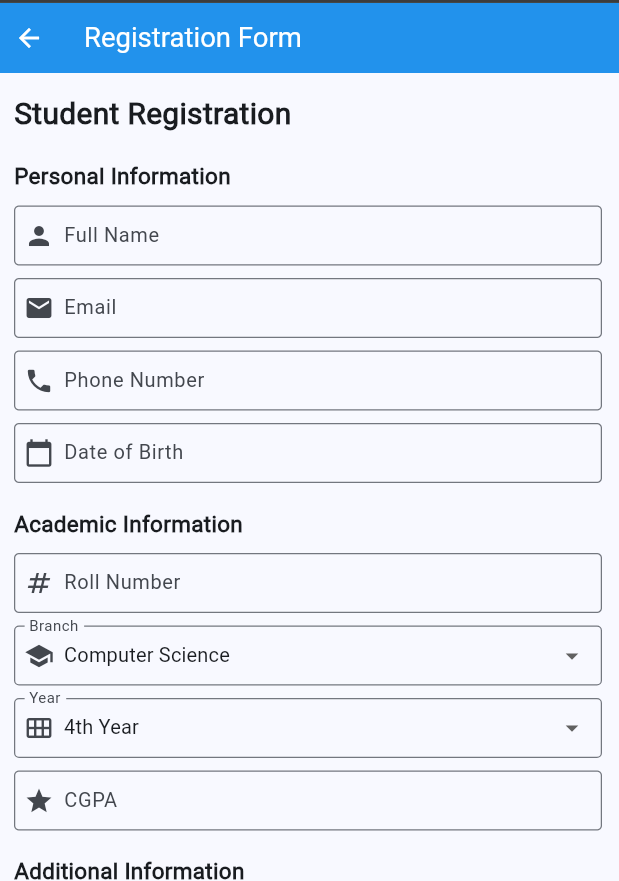 Registration Form
Student Registration
Personal Information
Full Name
Email
Phone Number
Date of Birth
Academic Information
Roll Number
Branch
Computer Science
Year
4th Year
CGPA
Additional Information